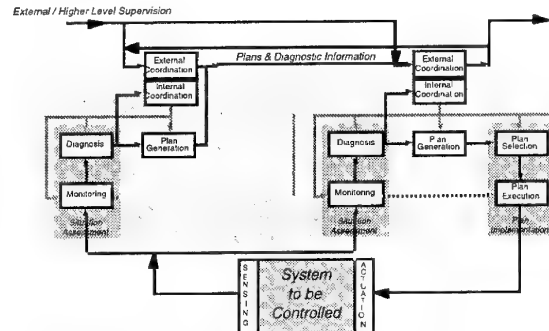 External / Higher Level Supervision
Plans & Diagnostic Information
External
Coordination
Internal
Coordination
Diagnosis
Plan
Generation
Monitoring
Situation
Assessment
External
Coordination
Internal
Coordination
Diagnosis
Plan
Generation
Plan
Selection
Monitoring
Plan
Execution
Situation
Assessment
Plan
Implementation
SENSING
System
to be
Controlled
ACTUATION